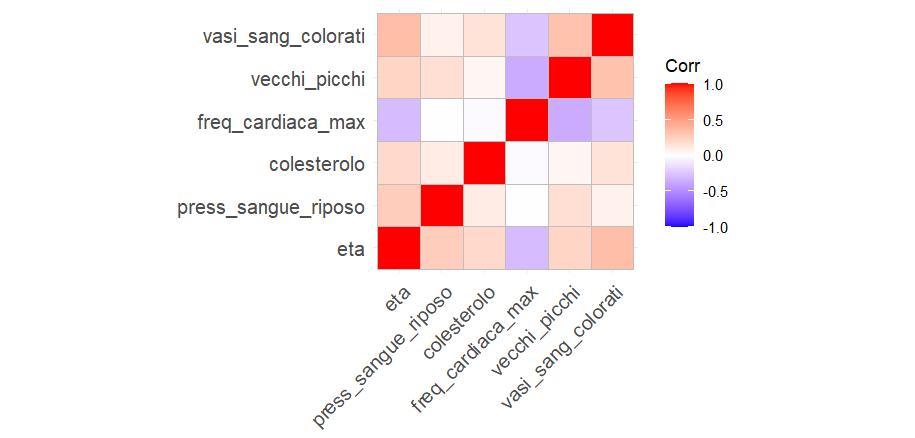 vasi_sang_colorati
vecchi_picchi
freq_cardiaca_max
colesterolo
press_sangue_riposo
eta
eta
press_sangue_riposo
colesterolo
freq_cardiaca_max
vecchi_picchi
vasi_sang_colorati
Corr
1.0
0.5
0.0
-0.5
-1.0